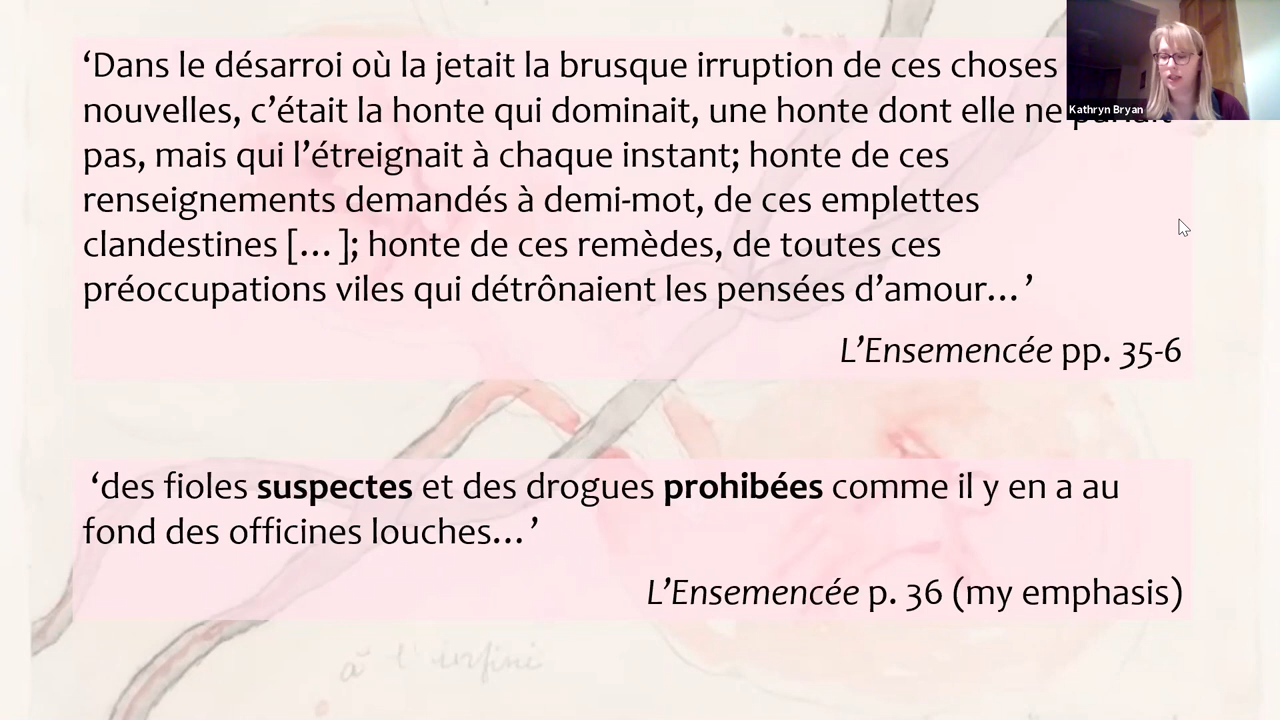 ‘Dans le désarroi où la jetait la brusque irruption de ces choses
nouvelles, c’était la honte qui dominait, une honte dont elle ne
pas, mais qui l’étreignait à chaque instant; honte de ces
renseignements demandés à demi-mot, de ces emplettes
clandestines […]; honte de ces remèdes, de toutes ces
préoccupations viles qui détrônaient les pensées d’amour…’
L’Ensemencée pp. 35-6
‘des fioles suspectes et des drogues prohibées comme il y en a au
fond des officines louches…’
L’Ensemencée p. 36 (my emphasis)
à l'infini
Kathryn Bryan